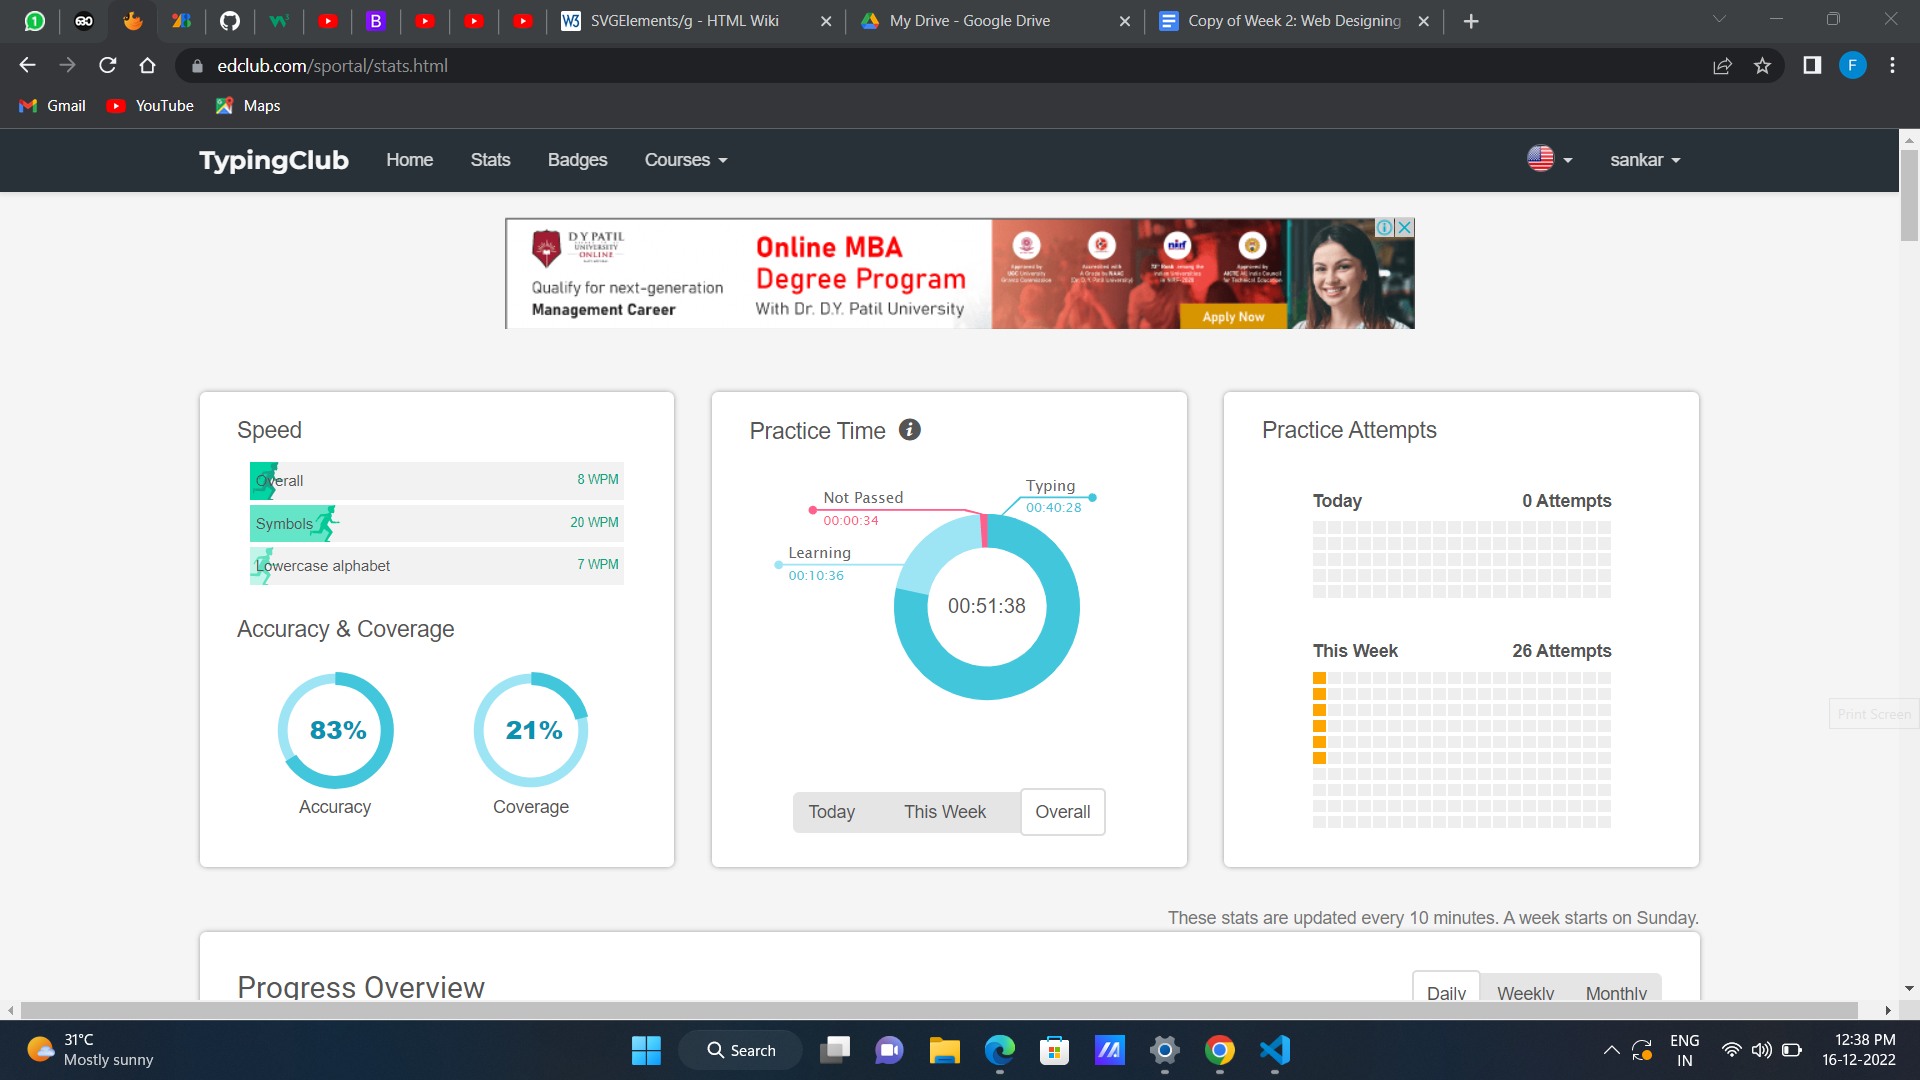 SVGElements/g - HTML Wiki
My Drive - Google Drive
Copy of Week 2: Web Designing
edclub.com/sportal/stats.html
F
Gmail
YouTube
Maps
TypingClub
Home
Stats
Badges
Courses
sankar
D Y PATIL
UNIVERSITY
ONLINE
Qualify for next-generation
Management Career
Online MBA
Degree Program
With Dr. D.Y. Patil University
Apply Now
Speed
Overall 8 WPM
Symbols 20 WPM
Lowercase alphabet 7 WPM
Accuracy & Coverage
83%
Accuracy
21%
Coverage
Practice Time
Typing
00:40:28
Not Passed
00:00:34
Learning
00:10:36
00:51:38
Today
This Week
Overall
Practice Attempts
Today 0 Attempts
This Week 26 Attempts
Print Screen
These stats are updated every 10 minutes. A week starts on Sunday.
Progress Overview
Daily
Weekly
Monthly
31°C
Mostly sunny
Search
ENG
IN
12:38 PM
16-12-2022